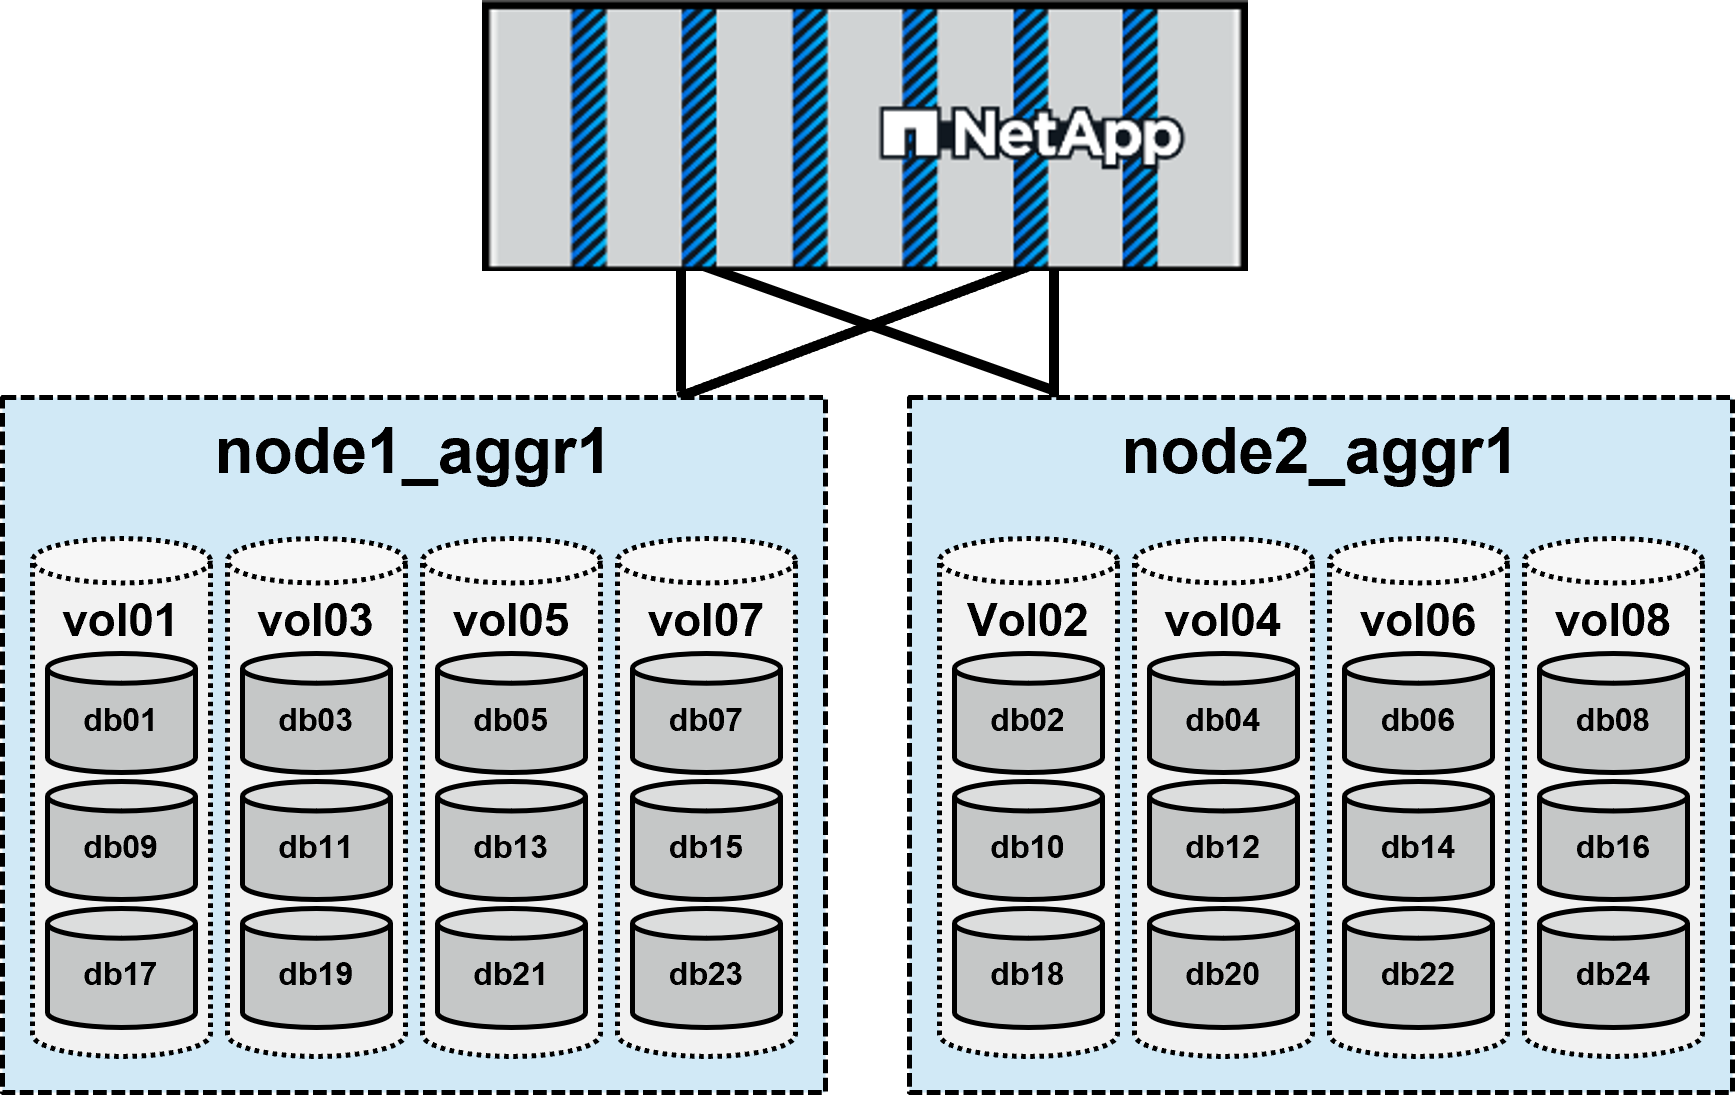 NetApp
node1_aggr1
vol01 vol03 vol05 vol07
db01 db03 db05 db07
db09 db11 db13 db15
db17 db19 db21 db23
node2_aggr1
Vol02 vol04 vol06 vol08
db02 db04 db06 db08
db10 db12 db14 db16
db18 db20 db22 db24